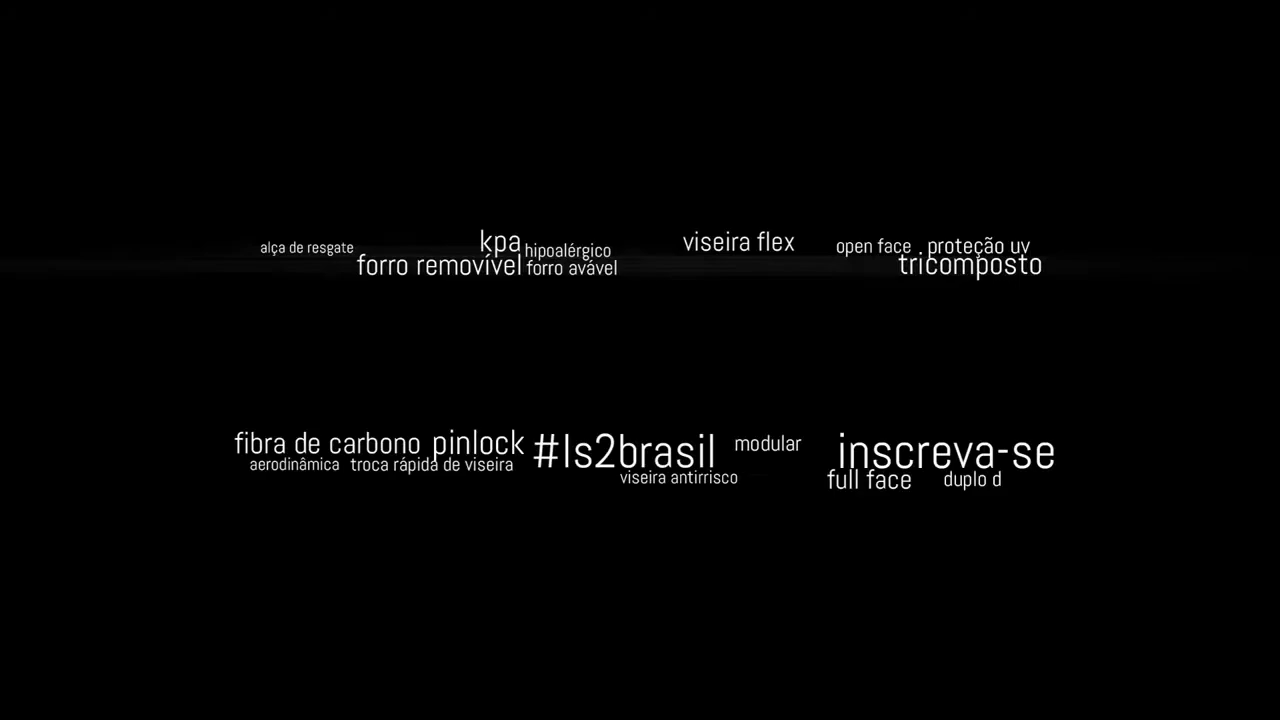 alça de resgate
kpa
hipoalérgico
forro removível
forro avável
viseira flex
open face
proteção uv
tricomposto
fibra de carbono
pinlock
aerodinâmica
troca rápida de viseira
#ls2brasil
viseira antirrisco
modular
inscreva-se
full face
duplo d